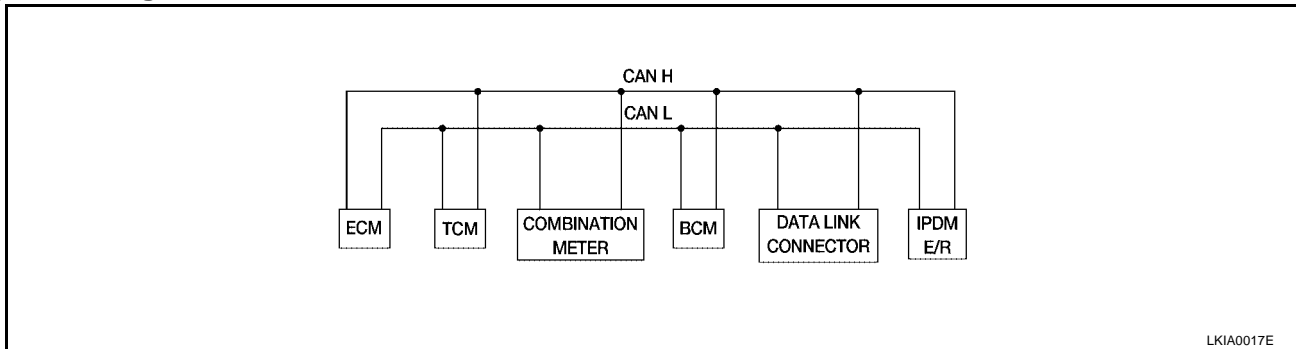 CAN H
CAN L
ECM
TCM
COMBINATION
METER
BCM
DATA LINK
CONNECTOR
IPDM
E/R
LKIA0017E